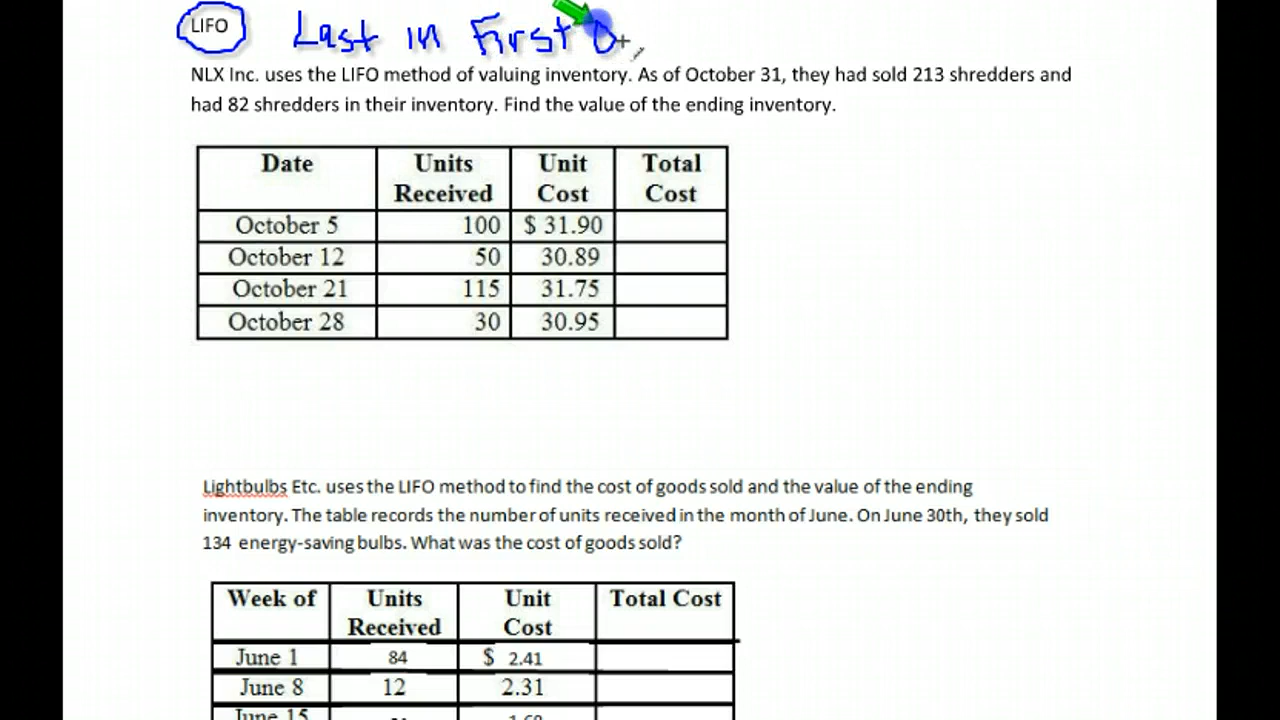 LIFO Last in First
NLX Inc. uses the LIFO method of valuing inventory. As of October 31, they had sold 213 shredders and
had 82 shredders in their inventory. Find the value of the ending inventory.
Date Units Received Unit Cost Total Cost
October 5 100 $ 31.90
October 12 50 30.89
October 21 115 31.75
October 28 30 30.95
Lightbulbs Etc. uses the LIFO method to find the cost of goods sold and the value of the ending
inventory. The table records the number of units received in the month of June. On June 30th, they sold
134 energy-saving bulbs. What was the cost of goods sold?
Week of Units Received Unit Cost Total Cost
June 1 84 $ 2.41
June 8 12 2.31
June 15